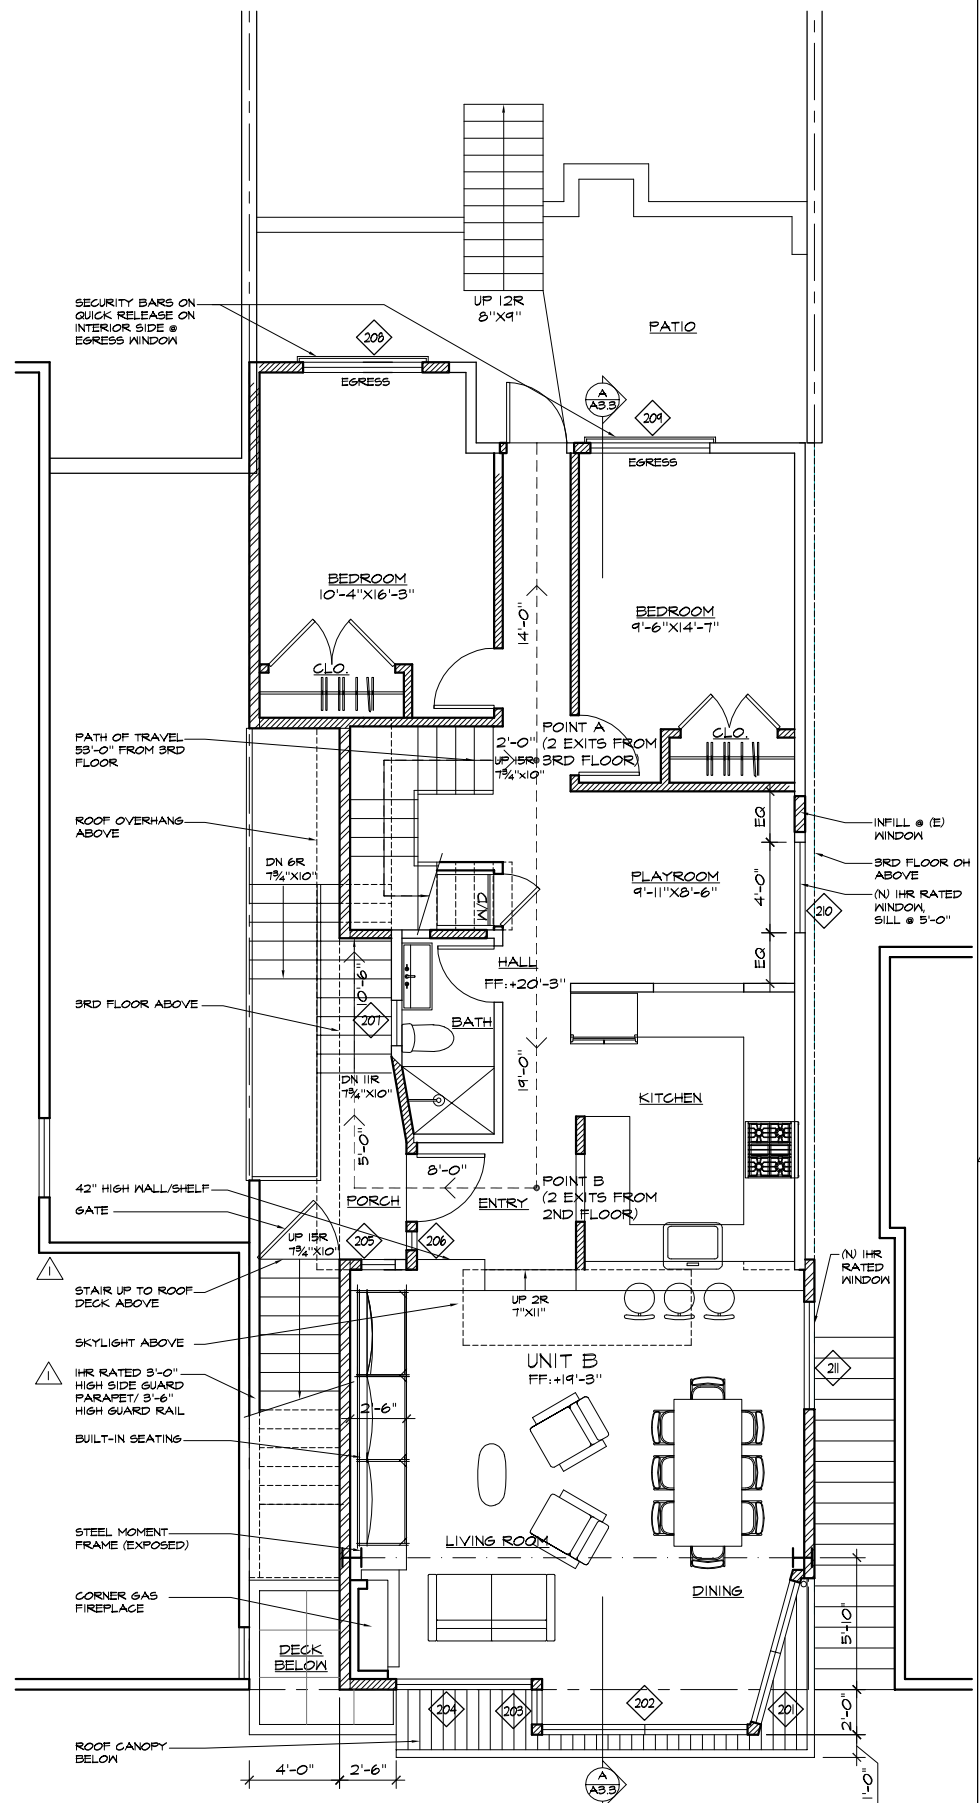 UP 12R
8"X9"
PATIO
SECURITY BARS ON
QUICK RELEASE ON
INTERIOR SIDE @
EGRESS WINDOW
208
EGRESS
A
A3.3
209
EGRESS
BEDROOM
10'-4"X16'-3"
14'-0"
BEDROOM
9'-6"X14'-7"
CLO.
CLO.
PATH OF TRAVEL
53'-0" FROM 3RD
FLOOR
2'-0"
UP 15R
7¾"X10"
POINT A
(2 EXITS FROM
3RD FLOOR)
ROOF OVERHANG
ABOVE
DN 6R
7¾"X10"
EQ
INFILL @ (E)
WINDOW
3RD FLOOR OH
ABOVE
(N) 1HR RATED
WINDOW,
SILL @ 5'-0"
PLAYROOM
9'-11"X8'-6"
4'-0"
210
W/D
EQ
HALL
FF:+20'-3"
10'-6"
3RD FLOOR ABOVE
207
BATH
DN 11R
7¾"X10"
19'-0"
KITCHEN
5'-0"
8'-0"
42" HIGH WALL/SHELF
GATE
PORCH
ENTRY
POINT B
(2 EXITS FROM
2ND FLOOR)
UP 15R
7¾"X10"
205
206
1
STAIR UP TO ROOF
DECK ABOVE
(N) 1HR
RATED
WINDOW
UP 2R
7"X11"
SKYLIGHT ABOVE
UNIT B
FF:+19'-3"
211
1
1HR RATED 3'-0"
HIGH SIDE GUARD
PARAPET/ 3'-6"
HIGH GUARD RAIL
2'-6"
BUILT-IN SEATING
STEEL MOMENT
FRAME (EXPOSED)
LIVING ROOM
DINING
CORNER GAS
FIREPLACE
5'-10"
DECK
BELOW
204
203
202
201
2'-0"
ROOF CANOPY
BELOW
4'-0"
2'-6"
A
A3.3
1'-0"